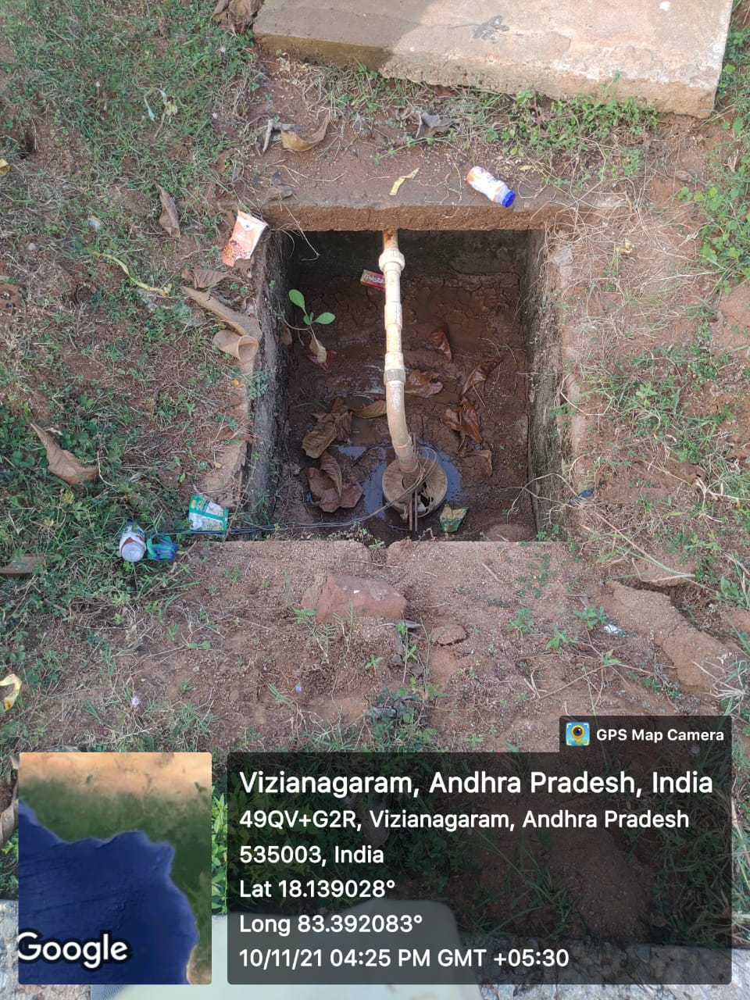 GPS Map Camera
Vizianagaram, Andhra Pradesh, India
49QV+G2R, Vizianagaram, Andhra Pradesh
535003, India
Lat 18.139028°
Long 83.392083°
10/11/21 04:25 PM GMT +05:30
Google